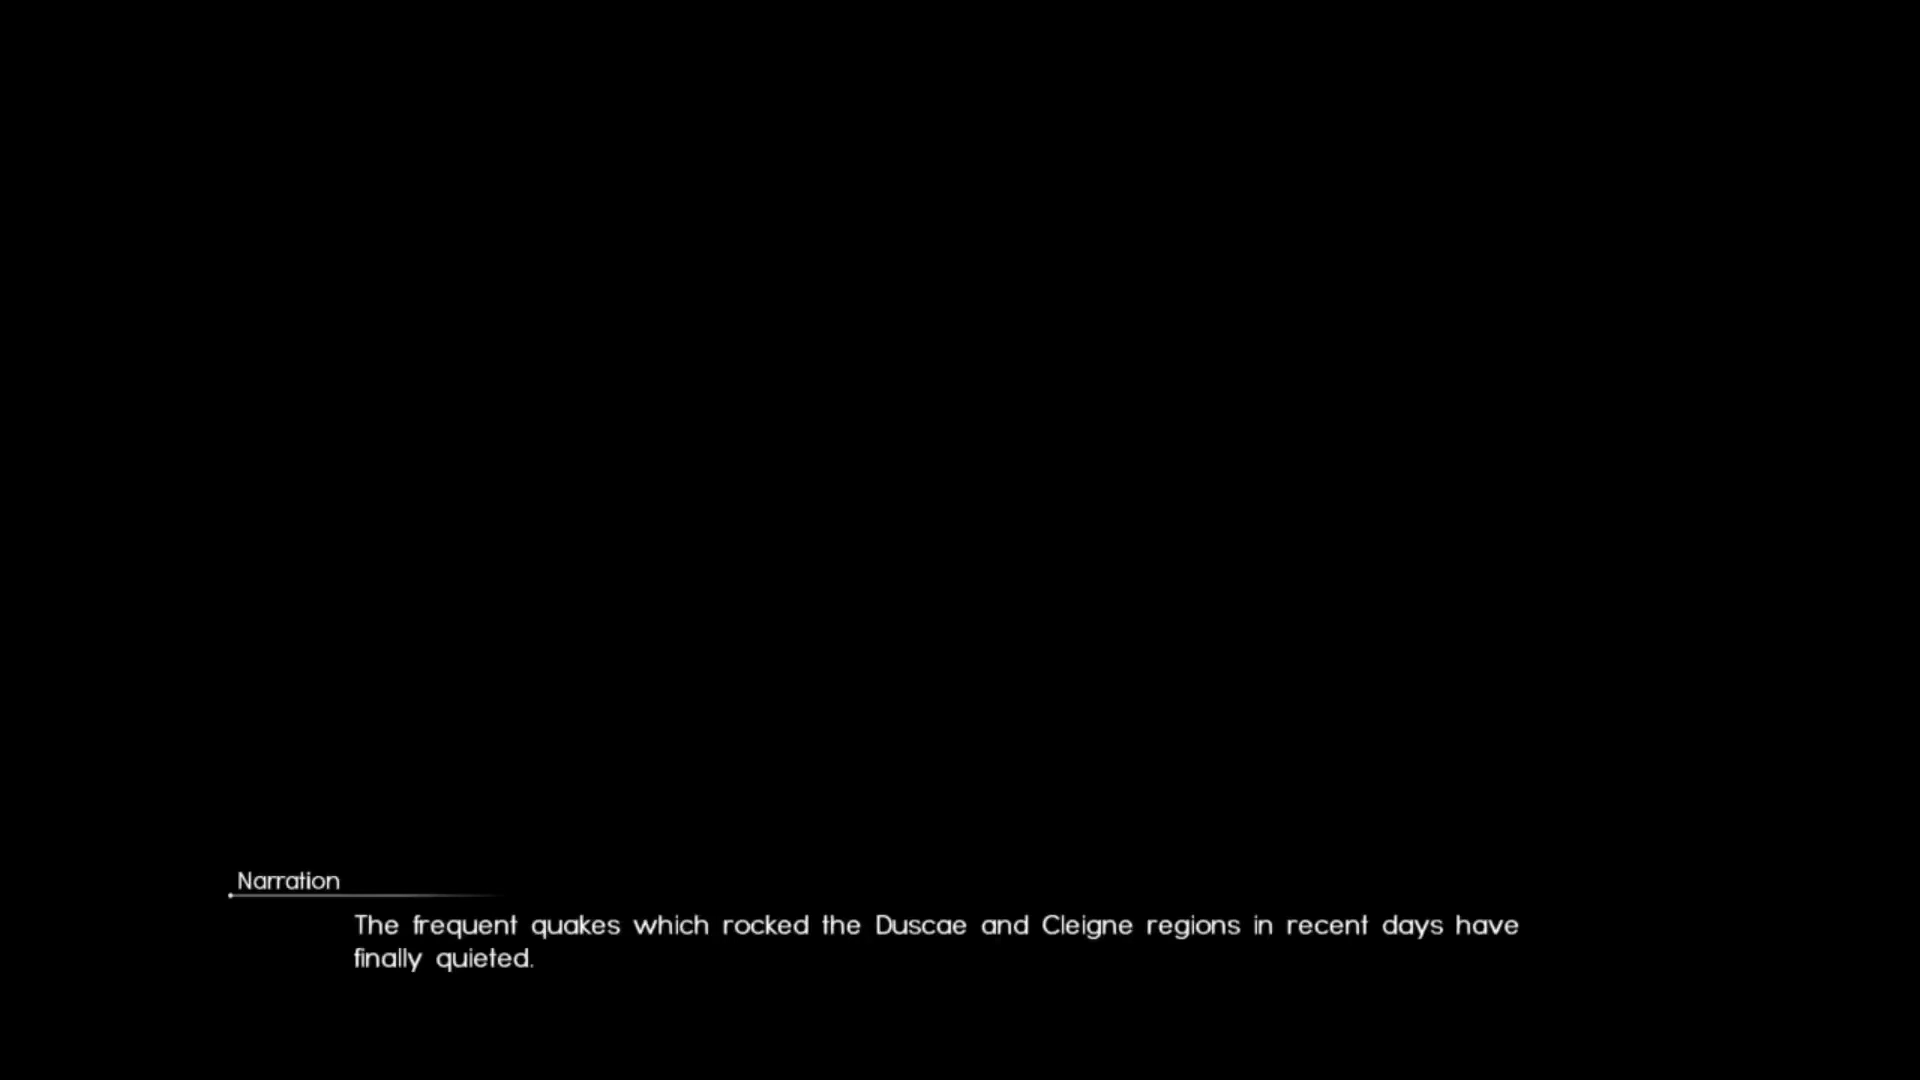 Narration
The frequent quakes which rocked the Duscae and Cleigne regions in recent days have
finally quieted.